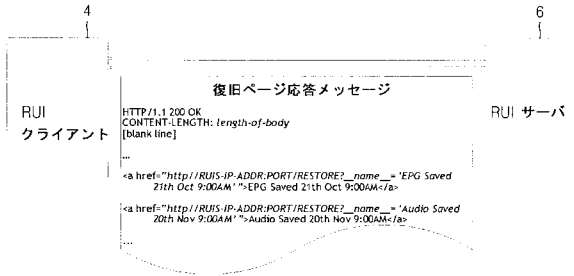 4
6
復旧ページ応答メッセージ
RUI
クライアント
RUI サーバ
HTTP/1.1 200 OK
CONTENT-LENGTH: length-of-body
[blank line]
...
<a href="http//RUIS-IP-ADDR:PORT/RESTORE?__name__= 'EPG Saved
21th Oct 9:00AM' ">EPG Saved 21th Oct 9:00AM</a>
<a href="http//RUIS-IP-ADDR:PORT/RESTORE?__name__= 'Audio Saved
20th Nov 9:00AM' ">Audio Saved 20th Nov 9:00AM</a>
...